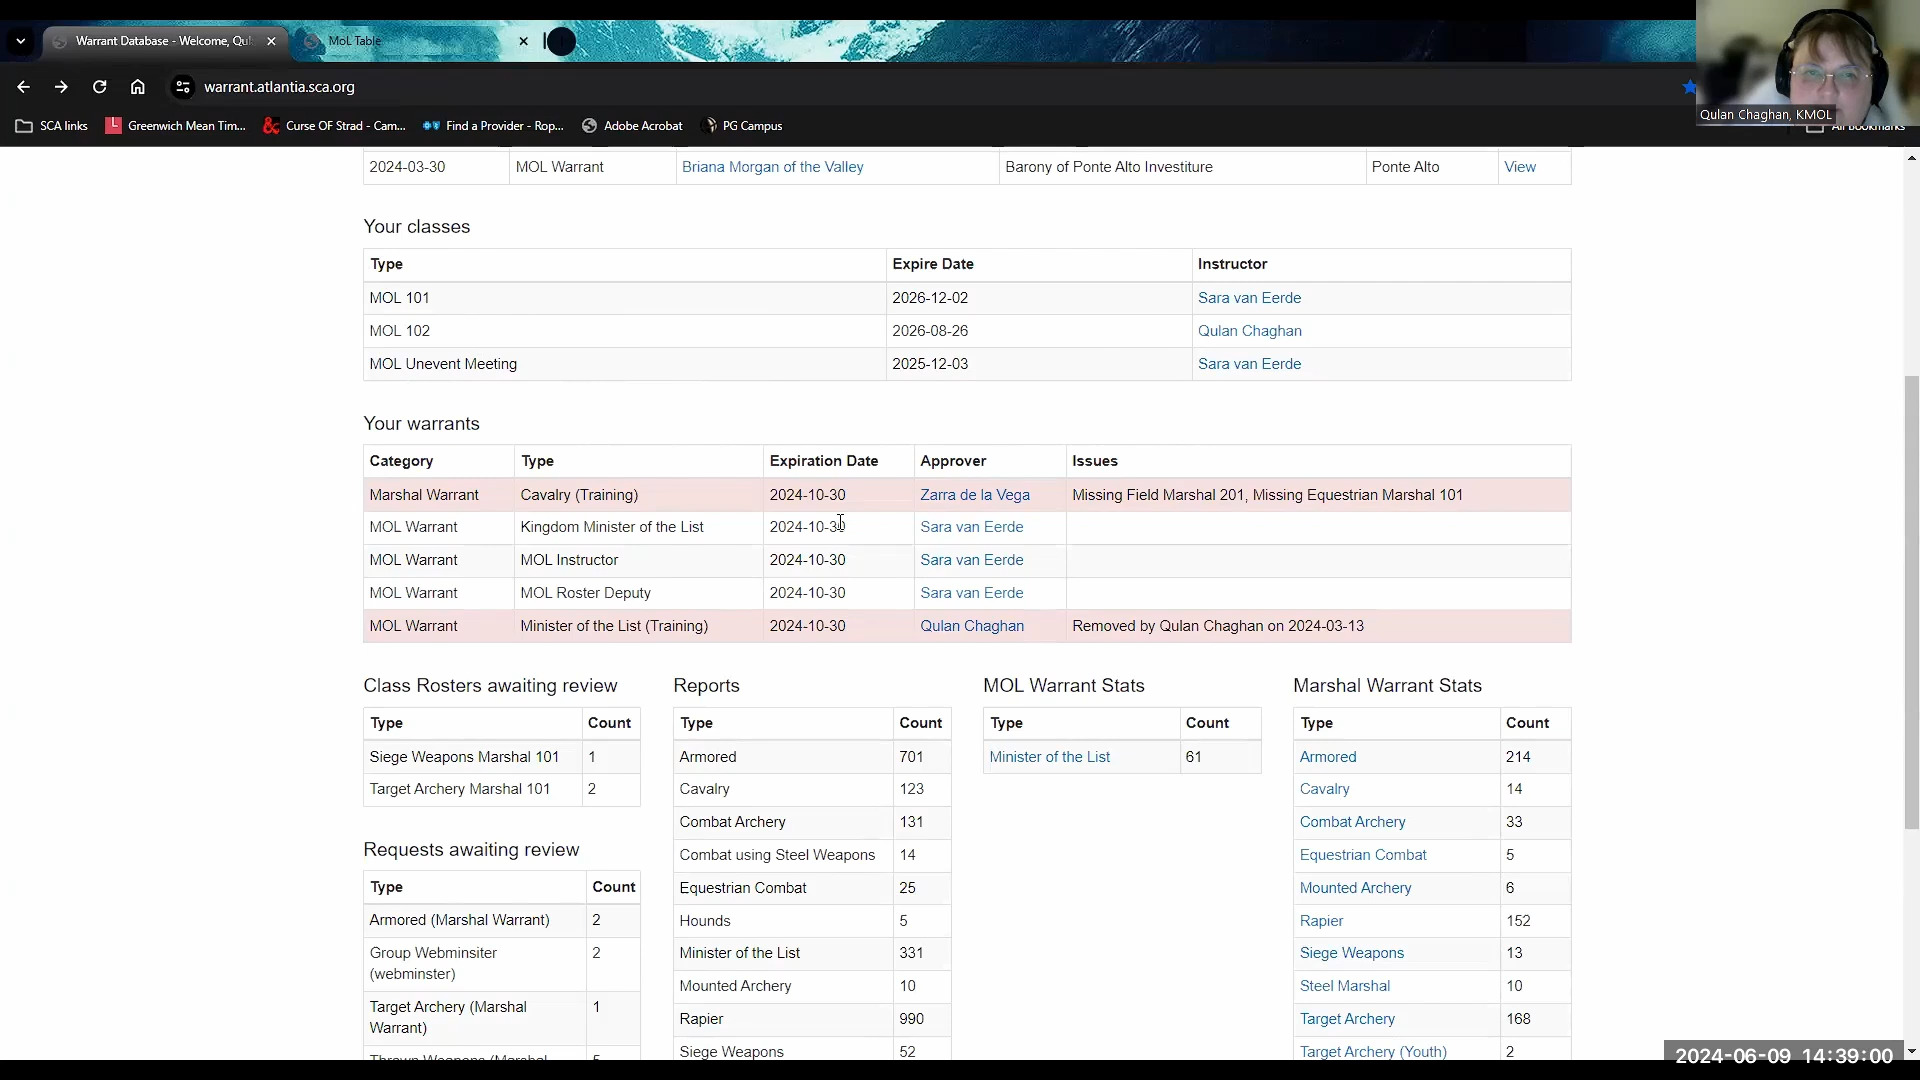 Warrant Database - Welcome, Qul
MoL Table
warrant.atlantia.sca.org
SCA links
Greenwich Mean Tim...
Curse OF Strad - Cam...
Find a Provider - Rop...
Adobe Acrobat
PG Campus
All Bookmarks
Qulan Chaghan, KMOL
2024-03-30 MOL Warrant Briana Morgan of the Valley Barony of Ponte Alto Investiture Ponte Alto View
Your classes
Type Expire Date Instructor
MOL 101 2026-12-02 Sara van Eerde
MOL 102 2026-08-26 Qulan Chaghan
MOL Unevent Meeting 2025-12-03 Sara van Eerde
Your warrants
Category Type Expiration Date Approver Issues
Marshal Warrant Cavalry (Training) 2024-10-30 Zarra de la Vega Missing Field Marshal 201, Missing Equestrian Marshal 101
MOL Warrant Kingdom Minister of the List 2024-10-30 Sara van Eerde
MOL Warrant MOL Instructor 2024-10-30 Sara van Eerde
MOL Warrant MOL Roster Deputy 2024-10-30 Sara van Eerde
MOL Warrant Minister of the List (Training) 2024-10-30 Qulan Chaghan Removed by Qulan Chaghan on 2024-03-13
Class Rosters awaiting review
Type Count
Siege Weapons Marshal 101 1
Target Archery Marshal 101 2
Requests awaiting review
Type Count
Armored (Marshal Warrant) 2
Group Webminsiter 2
(webminster)
Target Archery (Marshal 1
Warrant)
Thrown Weapons (Marshal 5
Reports
Type Count
Armored 701
Cavalry 123
Combat Archery 131
Combat using Steel Weapons 14
Equestrian Combat 25
Hounds 5
Minister of the List 331
Mounted Archery 10
Rapier 990
Siege Weapons 52
MOL Warrant Stats
Type Count
Minister of the List 61
Marshal Warrant Stats
Type Count
Armored 214
Cavalry 14
Combat Archery 33
Equestrian Combat 5
Mounted Archery 6
Rapier 152
Siege Weapons 13
Steel Marshal 10
Target Archery 168
Target Archery (Youth) 2
2024-06-09 14:39:00